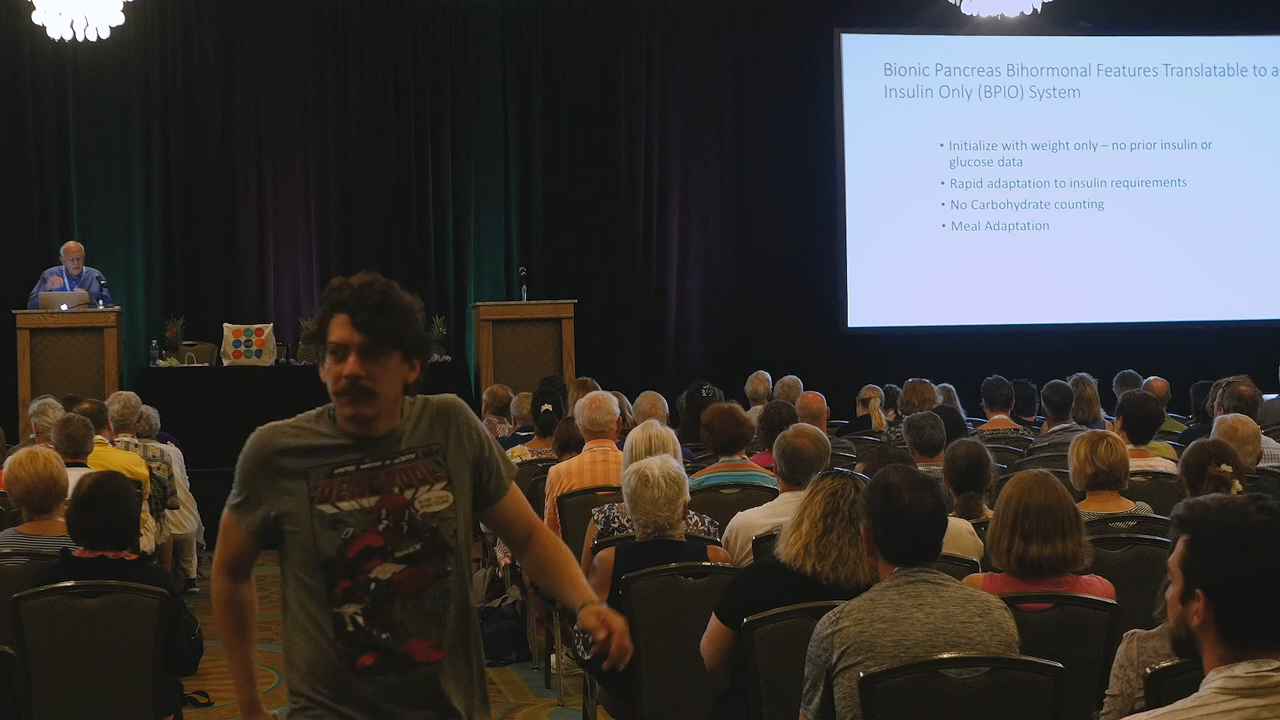 Bionic Pancreas Bihormonal Features Translatable to a
Insulin Only (BPIO) System
• Initialize with weight only – no prior insulin or
glucose data
• Rapid adaptation to insulin requirements
• No Carbohydrate counting
• Meal Adaptation